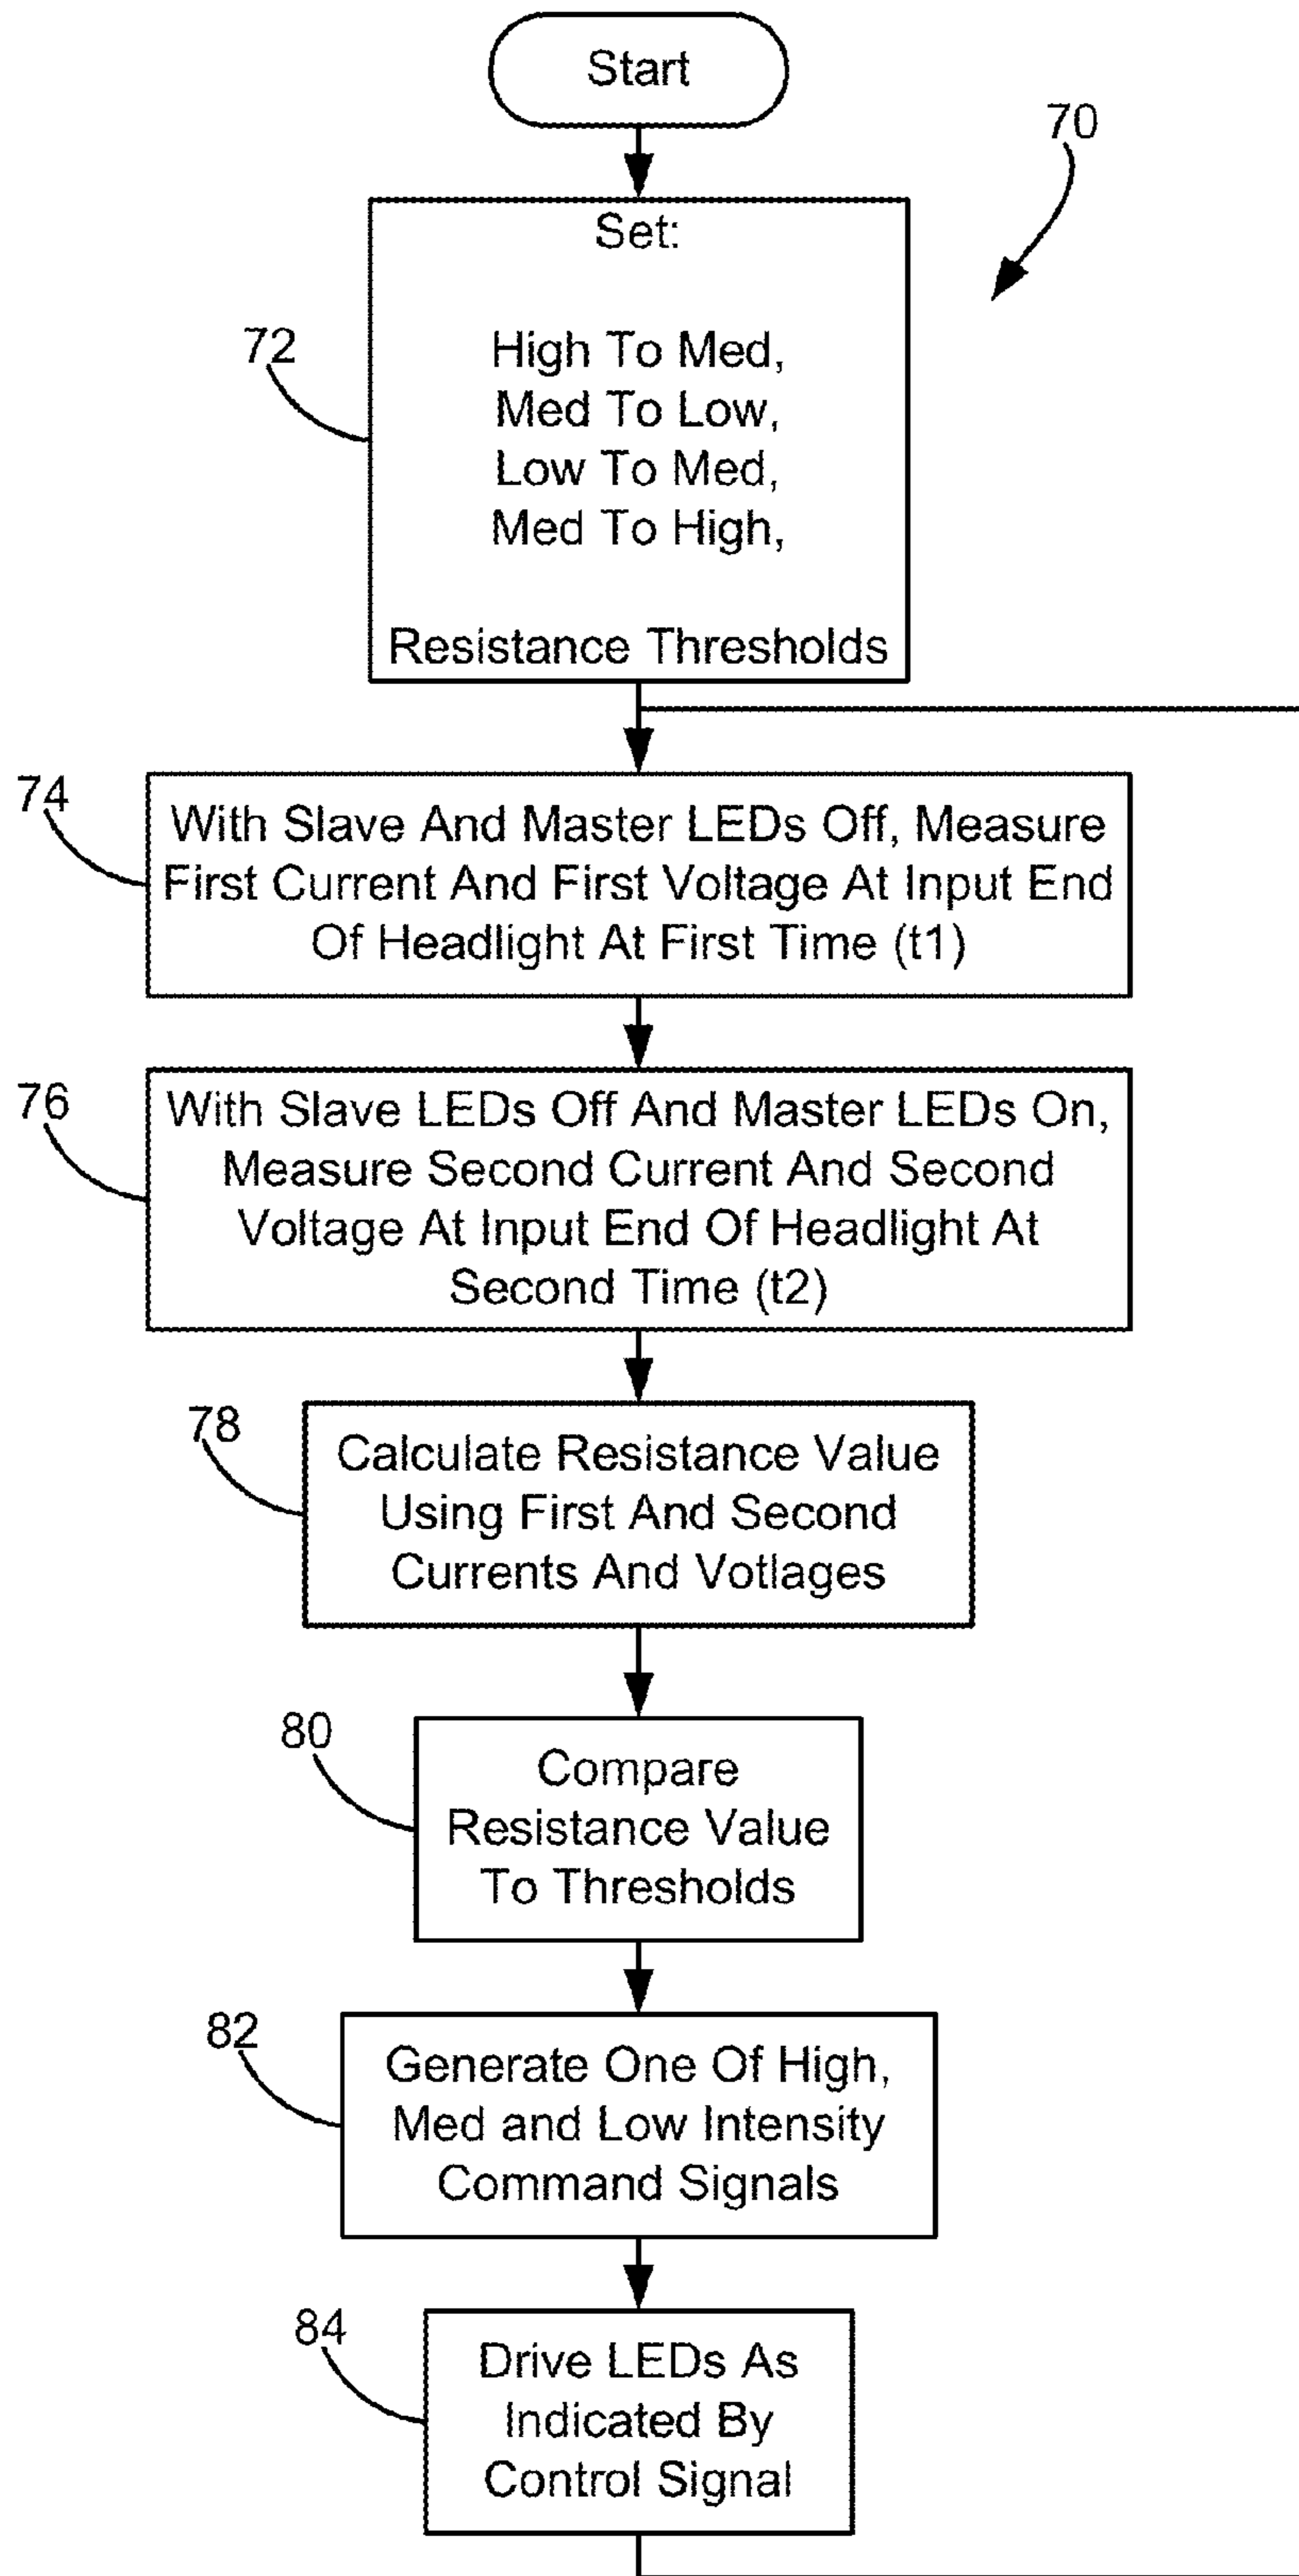 Start
70
72
Set:
High To Med,
Med To Low,
Low To Med,
Med To High,
Resistance Thresholds
74
With Slave And Master LEDs Off, Measure
First Current And First Voltage At Input End
Of Headlight At First Time (t1)
76
With Slave LEDs Off And Master LEDs On,
Measure Second Current And Second
Voltage At Input End Of Headlight At
Second Time (t2)
78
Calculate Resistance Value
Using First And Second
Currents And Votlages
80
Compare
Resistance Value
To Thresholds
82
Generate One Of High,
Med and Low Intensity
Command Signals
84
Drive LEDs As
Indicated By
Control Signal